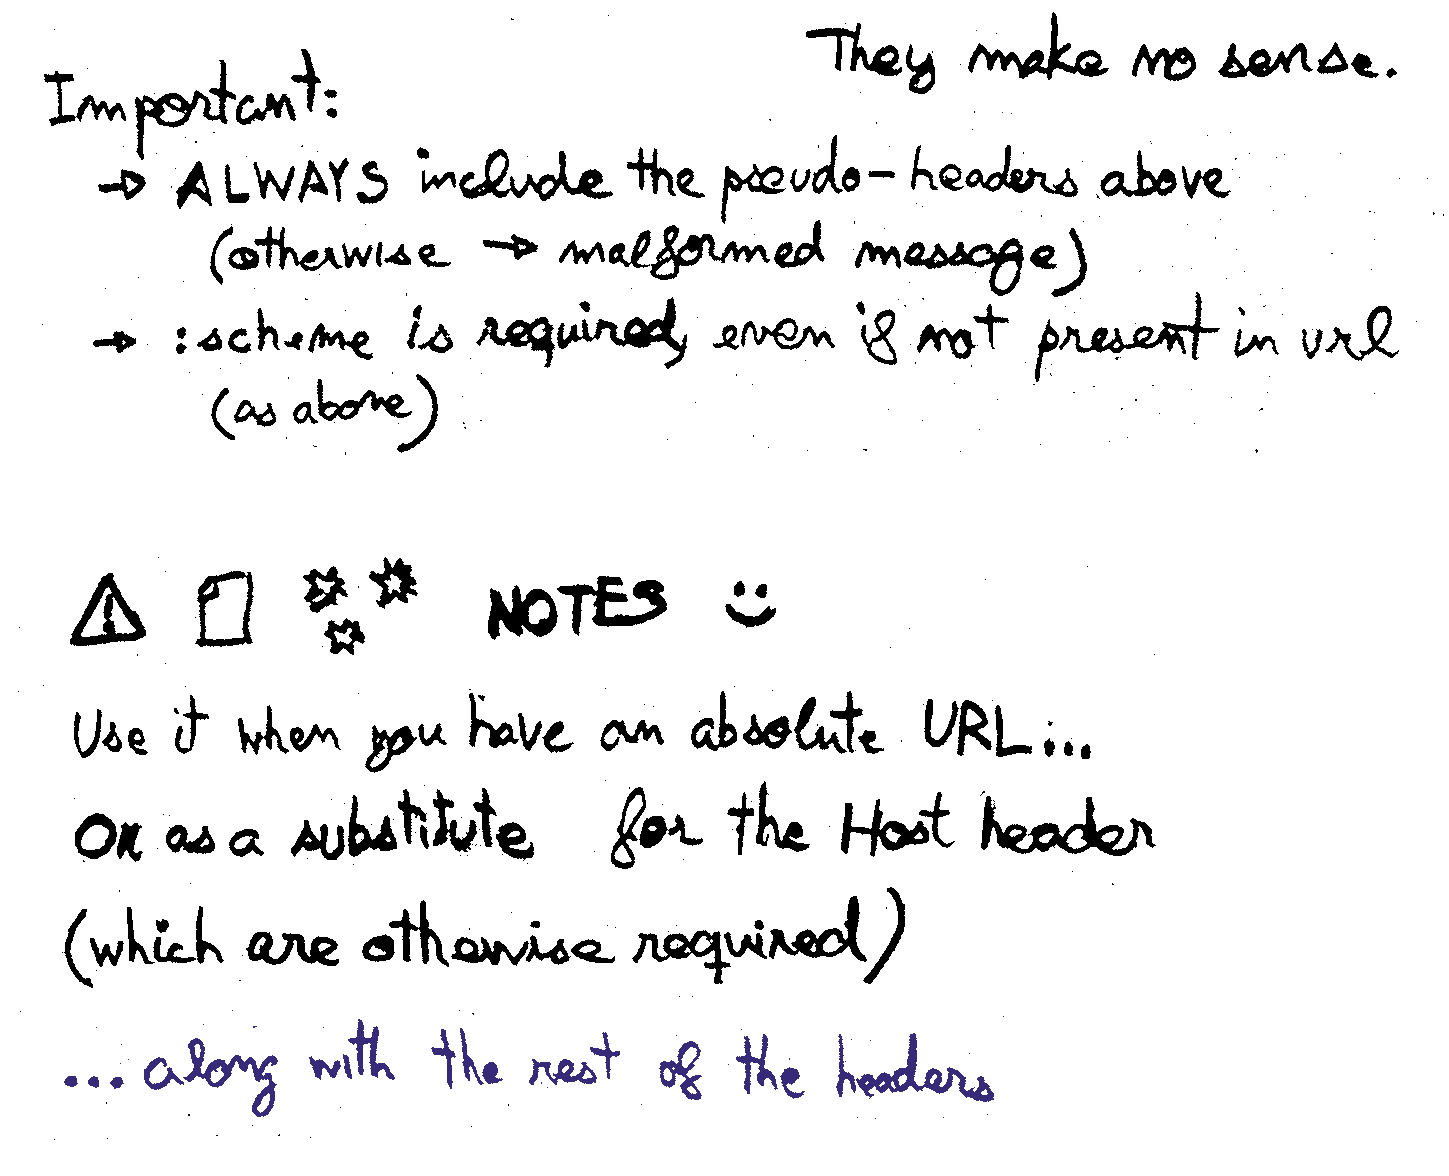 They make no sense.
Important:
→ ALWAYS include the pseudo-headers above
(otherwise → malformed message)
→ :scheme is required, even if not present in url
(as above)
NOTES
Use it when you have an absolute URL...
OR as a substitute for the Host header
(which are otherwise required)
...along with the rest of the headers